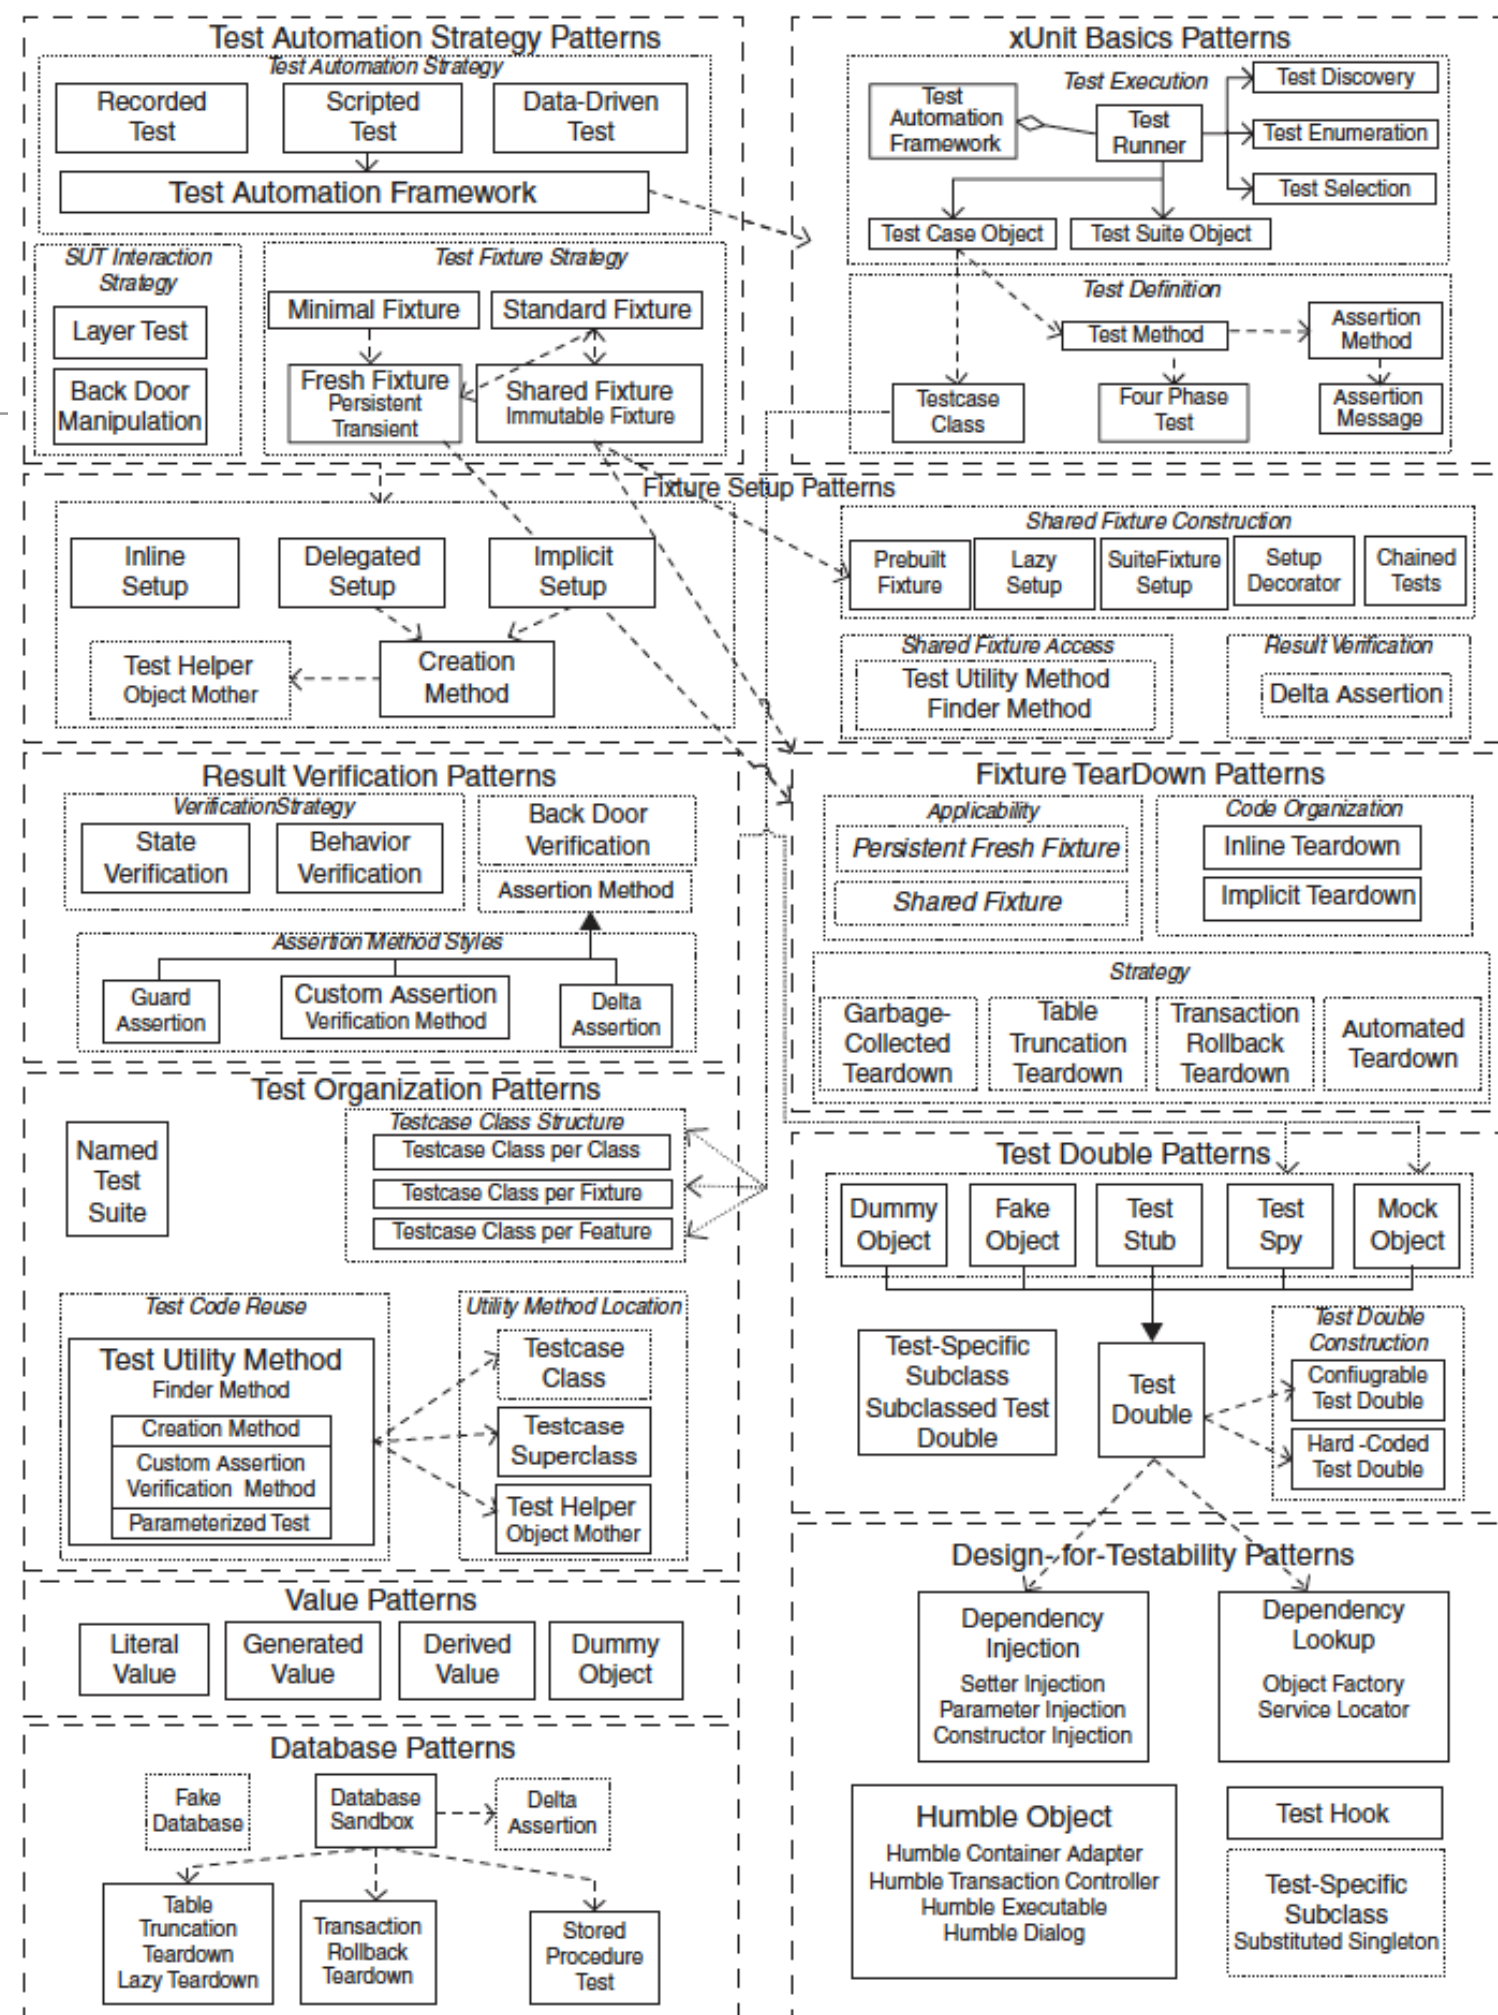 Test Automation Strategy Patterns
Test Automation Strategy
Recorded
Test
Scripted
Test
Data-Driven
Test
Test Automation Framework
SUT Interaction
Strategy
Layer Test
Back Door
Manipulation
Test Fixture Strategy
Minimal Fixture
Standard Fixture
Fresh Fixture
Persistent
Transient
Shared Fixture
Immutable Fixture
xUnit Basics Patterns
Test Execution
Test
Automation
Framework
Test
Runner
Test Discovery
Test Enumeration
Test Selection
Test Case Object
Test Suite Object
Test Definition
Test Method
Assertion
Method
Testcase
Class
Four Phase
Test
Assertion
Message
Fixture Setup Patterns
Inline
Setup
Delegated
Setup
Implicit
Setup
Test Helper
Object Mother
Creation
Method
Shared Fixture Construction
Prebuilt
Fixture
Lazy
Setup
SuiteFixture
Setup
Setup
Decorator
Chained
Tests
Shared Fixture Access
Test Utility Method
Finder Method
Result Verification
Delta Assertion
Result Verification Patterns
VerificationStrategy
State
Verification
Behavior
Verification
Back Door
Verification
Assertion Method
Assertion Method Styles
Guard
Assertion
Custom Assertion
Verification Method
Delta
Assertion
Fixture TearDown Patterns
Applicability
Persistent Fresh Fixture
Shared Fixture
Code Organization
Inline Teardown
Implicit Teardown
Strategy
Garbage-
Collected
Teardown
Table
Truncation
Teardown
Transaction
Rollback
Teardown
Automated
Teardown
Test Organization Patterns
Named
Test
Suite
Testcase Class Structure
Testcase Class per Class
Testcase Class per Fixture
Testcase Class per Feature
Test Code Reuse
Test Utility Method
Finder Method
Creation Method
Custom Assertion
Verification Method
Parameterized Test
Utility Method Location
Testcase
Class
Testcase
Superclass
Test Helper
Object Mother
Test Double Patterns
Dummy
Object
Fake
Object
Test
Stub
Test
Spy
Mock
Object
Test-Specific
Subclass
Subclassed Test
Double
Test
Double
Test Double
Construction
Confiugrable
Test Double
Hard -Coded
Test Double
Value Patterns
Literal
Value
Generated
Value
Derived
Value
Dummy
Object
Design-for-Testability Patterns
Dependency
Injection
Setter Injection
Parameter Injection
Constructor Injection
Dependency
Lookup
Object Factory
Service Locator
Humble Object
Humble Container Adapter
Humble Transaction Controller
Humble Executable
Humble Dialog
Test Hook
Test-Specific
Subclass
Substituted Singleton
Database Patterns
Fake
Database
Database
Sandbox
Delta
Assertion
Table
Truncation
Teardown
Lazy Teardown
Transaction
Rollback
Teardown
Stored
Procedure
Test